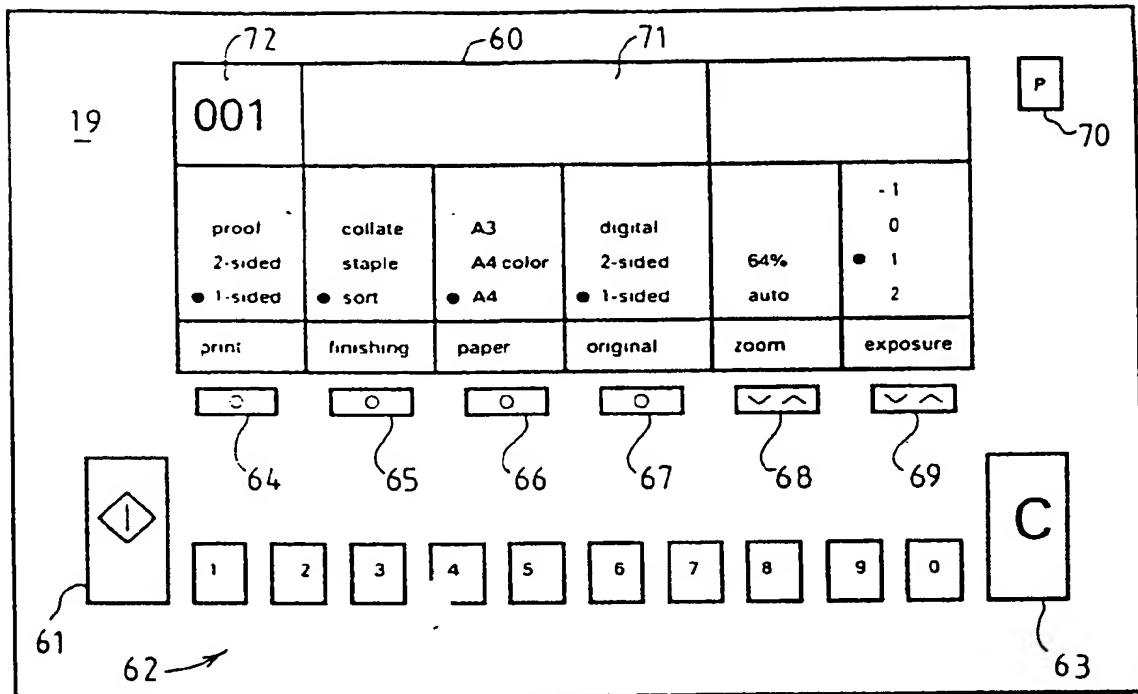 72 60 71
19
001
P
70
- 1
proof collate A3 digital 0
2-sided staple A4 color 2-sided 64% ● 1
● 1-sided ● sort ● A4 ● 1-sided auto 2
print finishing paper original zoom exposure
64 65 66 67 68 69
C
1 2 3 4 5 6 7 8 9 0
61
62
63